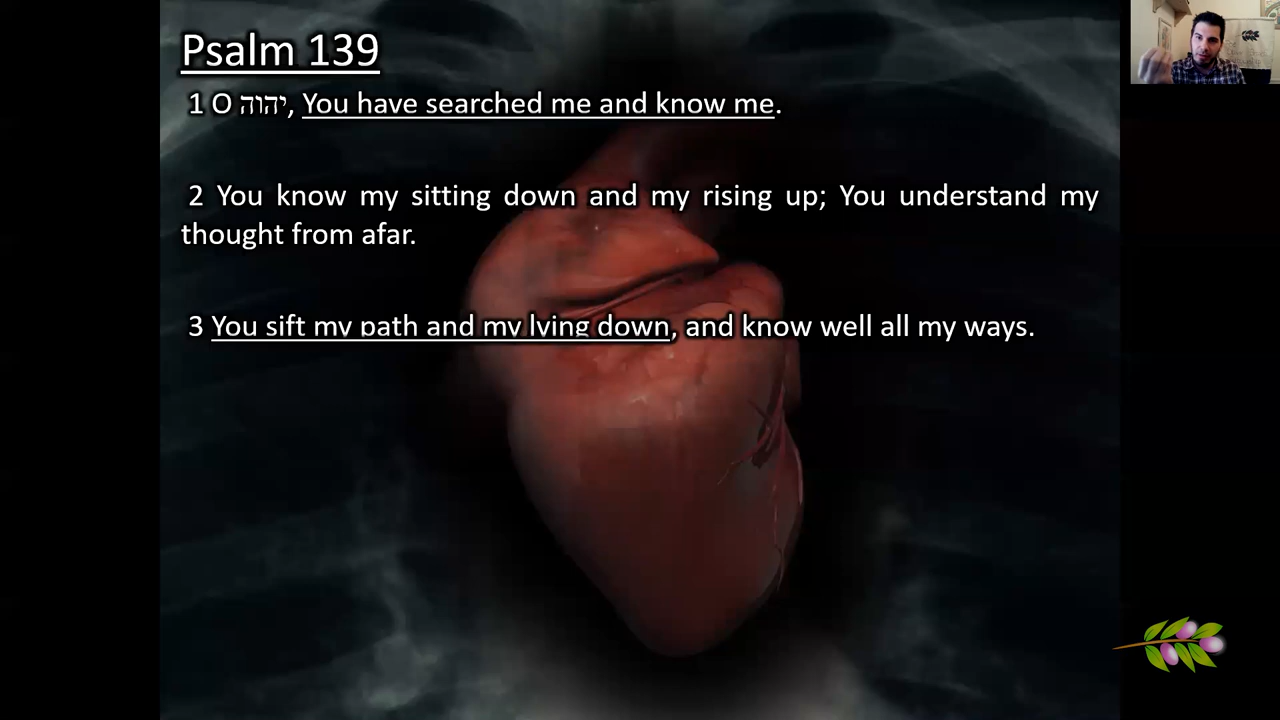 Psalm 139
1 O יהוה, You have searched me and know me.
2 You know my sitting down and my rising up; You understand my
thought from afar.
3 You sift my path and my lying down, and know well all my ways.